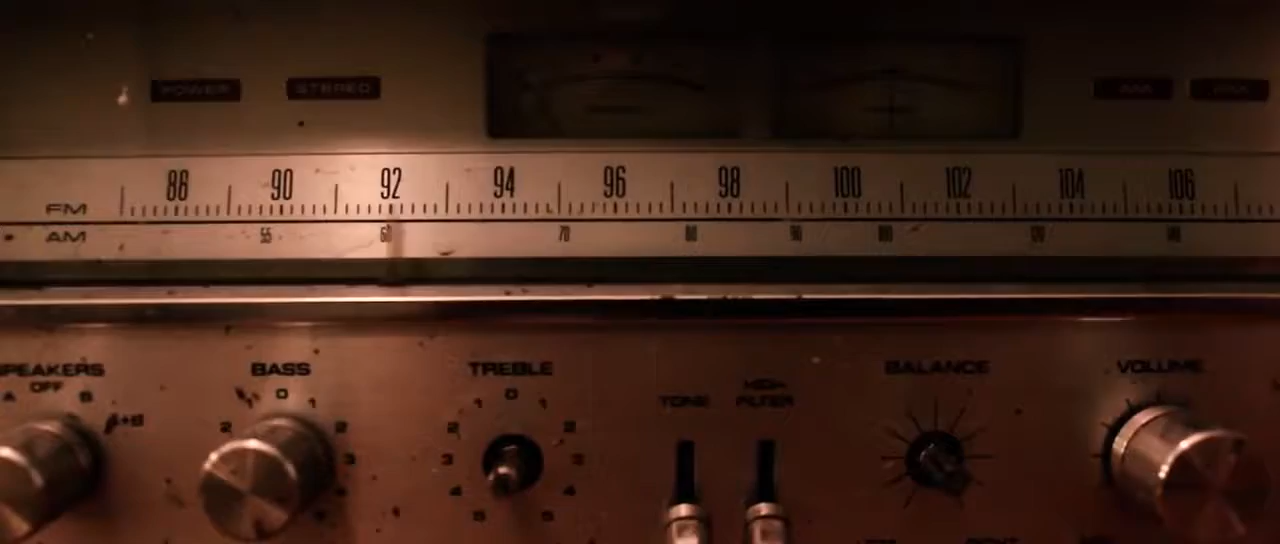 POWER STEREO
88 90 92 94 96 98 100 102 104 106
FM
AM
55 60 70 80
SPEAKERS BASS TREBLE BALANCE VOLUME
OFF
A B
A+B
TONE HIGH FILTER
1 0 1
2 2
3
1 0 1
2 2
3 3
4 4
5 5